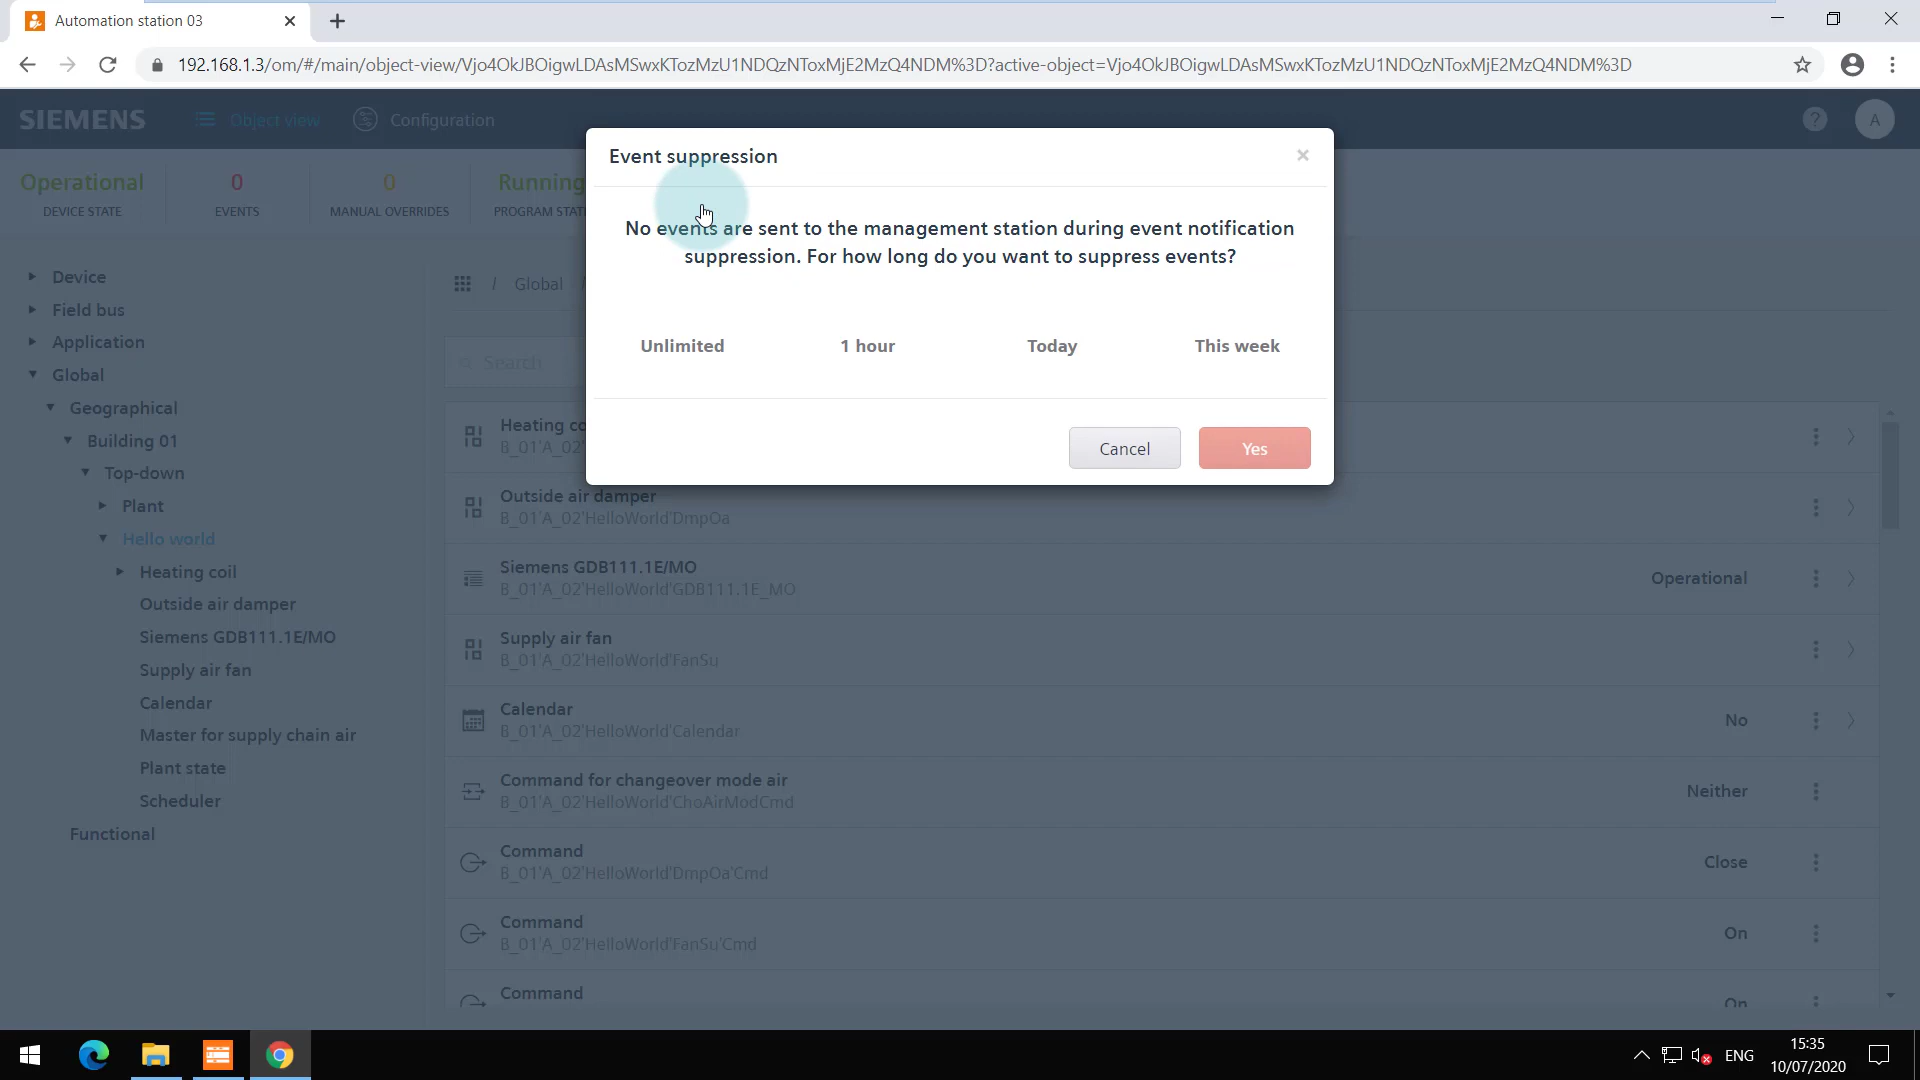 Automation station 03
192.168.1.3/om/#/main/object-view/Vjo4OkJBOigwLDAsMSwxKTozMzU1NDQzNToxMjE2MzQ4NDM%3D?active-object=Vjo4OkJBOigwLDAsMSwxKTozMzU1NDQzNToxMjE2MzQ4NDM%3D
SIEMENS
Object view
Configuration
?
A
Operational
DEVICE STATE
0
EVENTS
0
MANUAL OVERRIDES
Running
PROGRAM STAT
Event suppression
No events are sent to the management station during event notification
suppression. For how long do you want to suppress events?
Unlimited
1 hour
Today
This week
Cancel
Yes
Device
Field bus
Application
Global
Geographical
Building 01
Top-down
Plant
Hello world
Heating coil
Outside air damper
Siemens GDB111.1E/MO
Supply air fan
Calendar
Master for supply chain air
Plant state
Scheduler
Functional
/ Global
Search
Heating co
B_01'A_02'
Outside air damper
B_01'A_02'HelloWorld'DmpOa
Siemens GDB111.1E/MO
B_01'A_02'HelloWorld'GDB111.1E_MO
Operational
Supply air fan
B_01'A_02'HelloWorld'FanSu
Calendar
B_01'A_02'HelloWorld'Calendar
No
Command for changeover mode air
B_01'A_02'HelloWorld'ChoAirModCmd
Neither
Command
B_01'A_02'HelloWorld'DmpOa'Cmd
Close
Command
B_01'A_02'HelloWorld'FanSu'Cmd
On
Command
On
ENG
15:35
10/07/2020